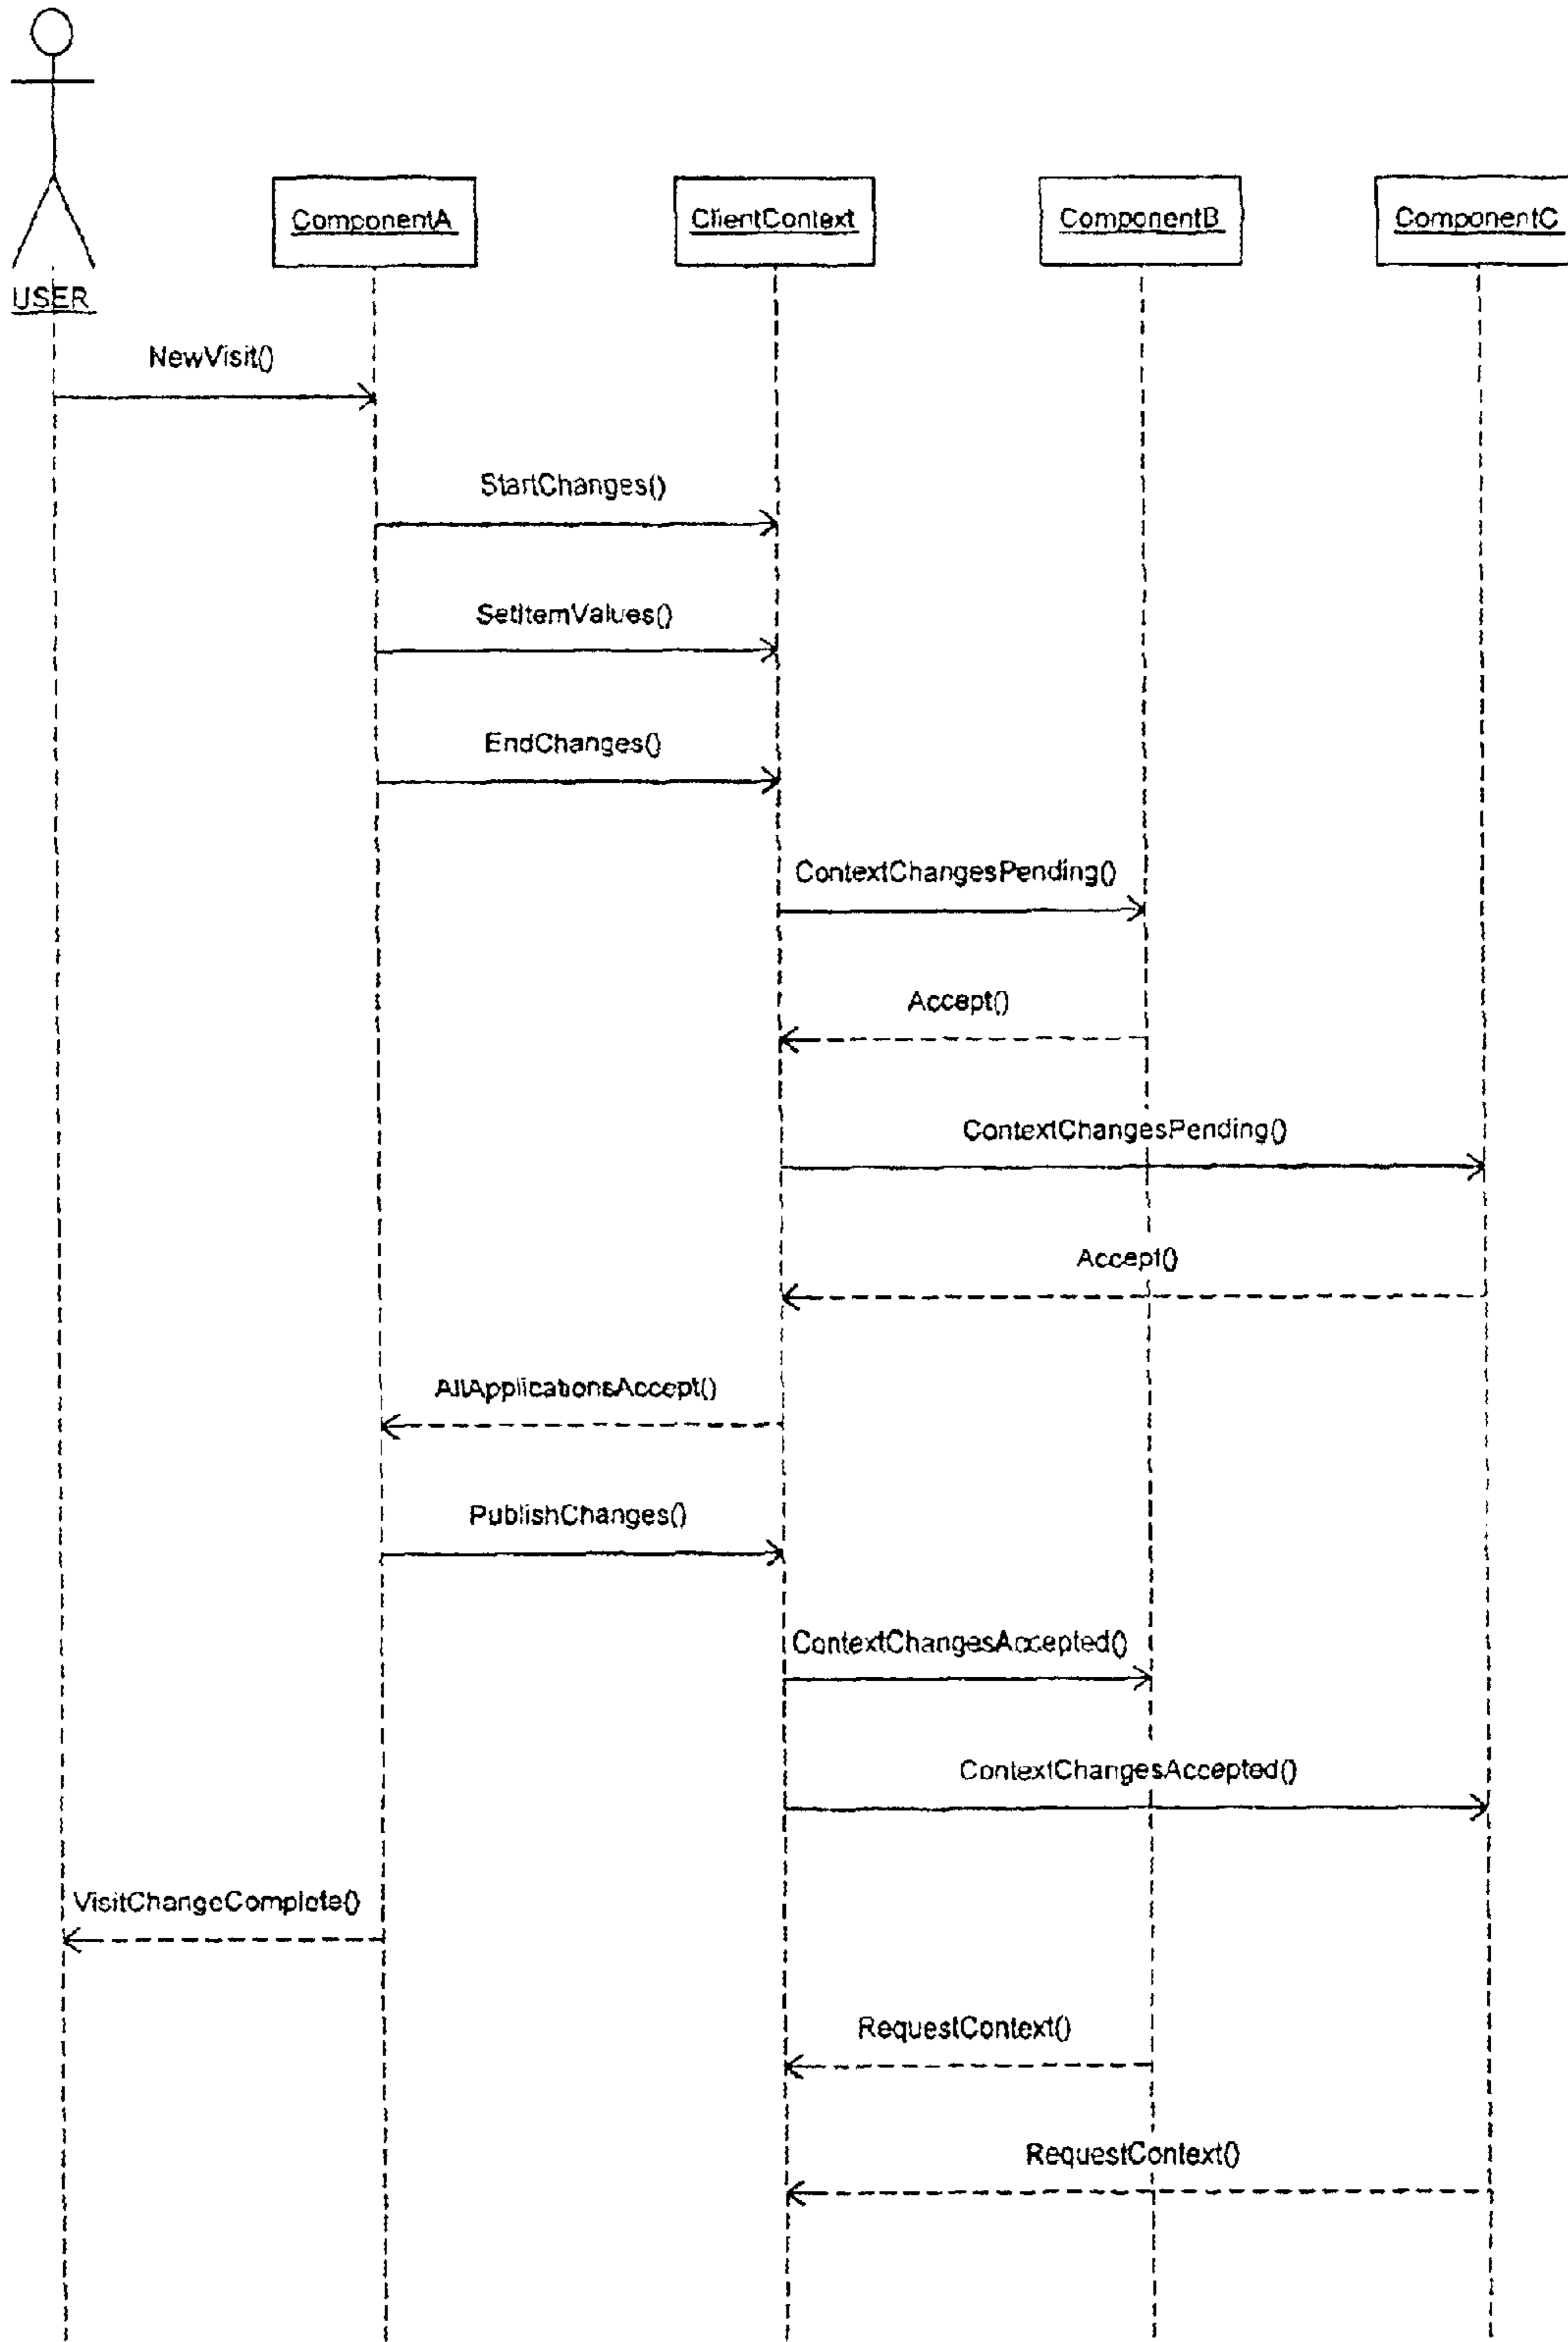 ComponentA
ClientContext
ComponentB
ComponentC
USER
NewVisit()
StartChanges()
SetItemValues()
EndChanges()
ContextChangesPending()
Accept()
ContextChangesPending()
Accept()
AllApplicationsAccept()
PublishChanges()
ContextChangesAccepted()
ContextChangesAccepted()
VisitChangeComplete()
RequestContext()
RequestContext()